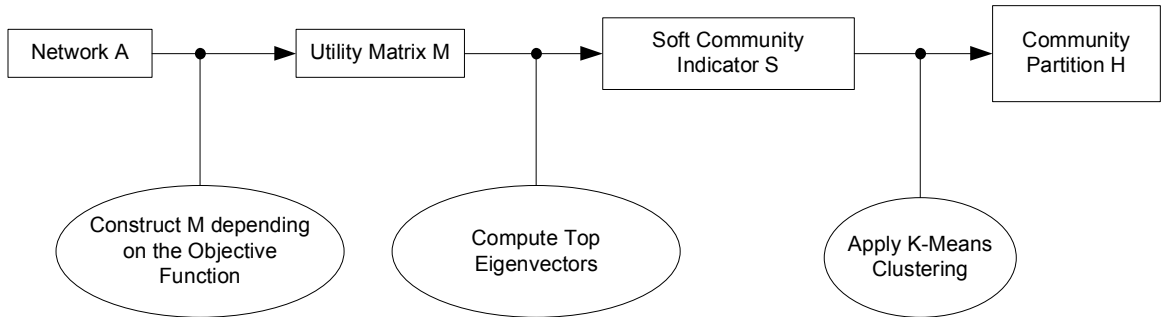 Network A
Utility Matrix M
Soft Community
Indicator S
Community
Partition H
Construct M depending
on the Objective
Function
Compute Top
Eigenvectors
Apply K-Means
Clustering